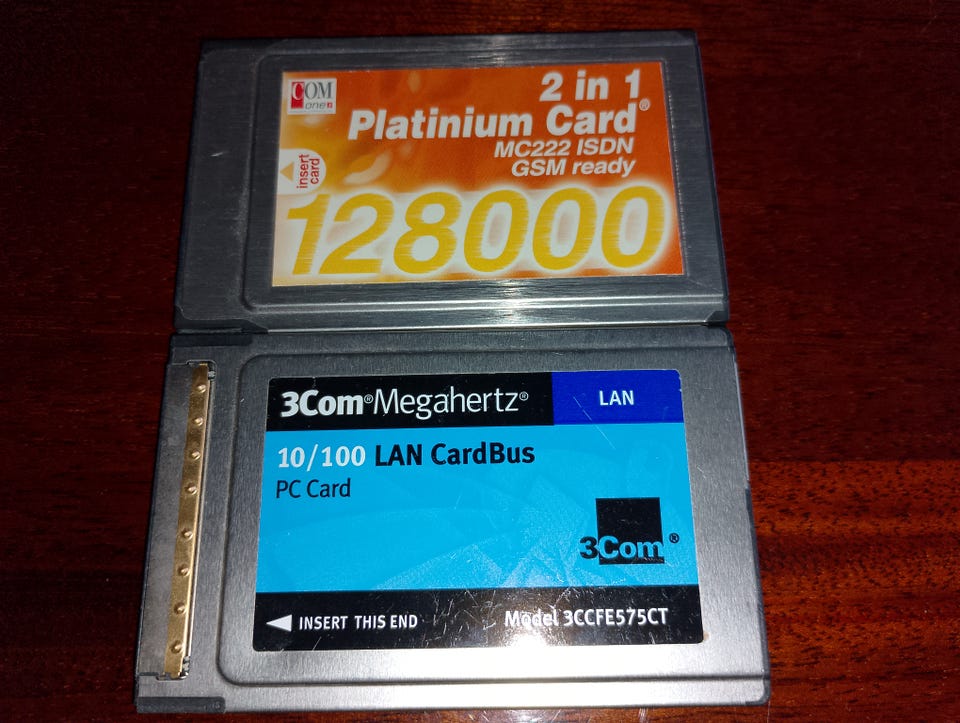 COM
one
2 in 1
Platinium Card®
MC222 ISDN
GSM ready
insert
card
128000
3Com® Megahertz®
LAN
10/100 LAN CardBus
PC Card
3Com®
INSERT THIS END
Model 3CCFE575CT